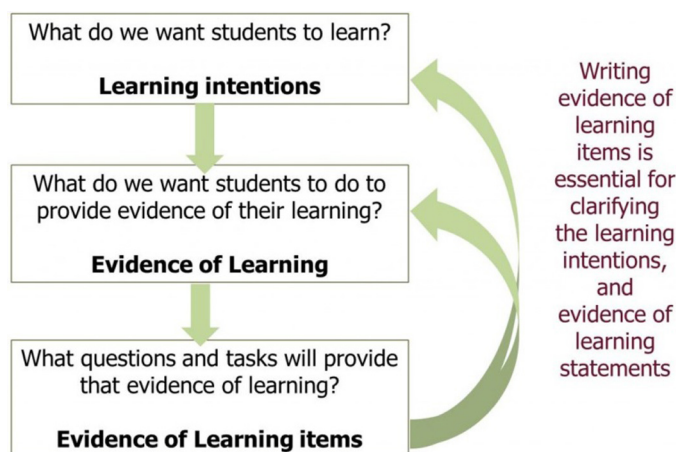 What do we want students to learn?
Learning intentions
What do we want students to do to
provide evidence of their learning?
Evidence of Learning
What questions and tasks will provide
that evidence of learning?
Evidence of Learning items
Writing
evidence of
learning
items is
essential for
clarifying
the learning
intentions,
and
evidence of
learning
statements